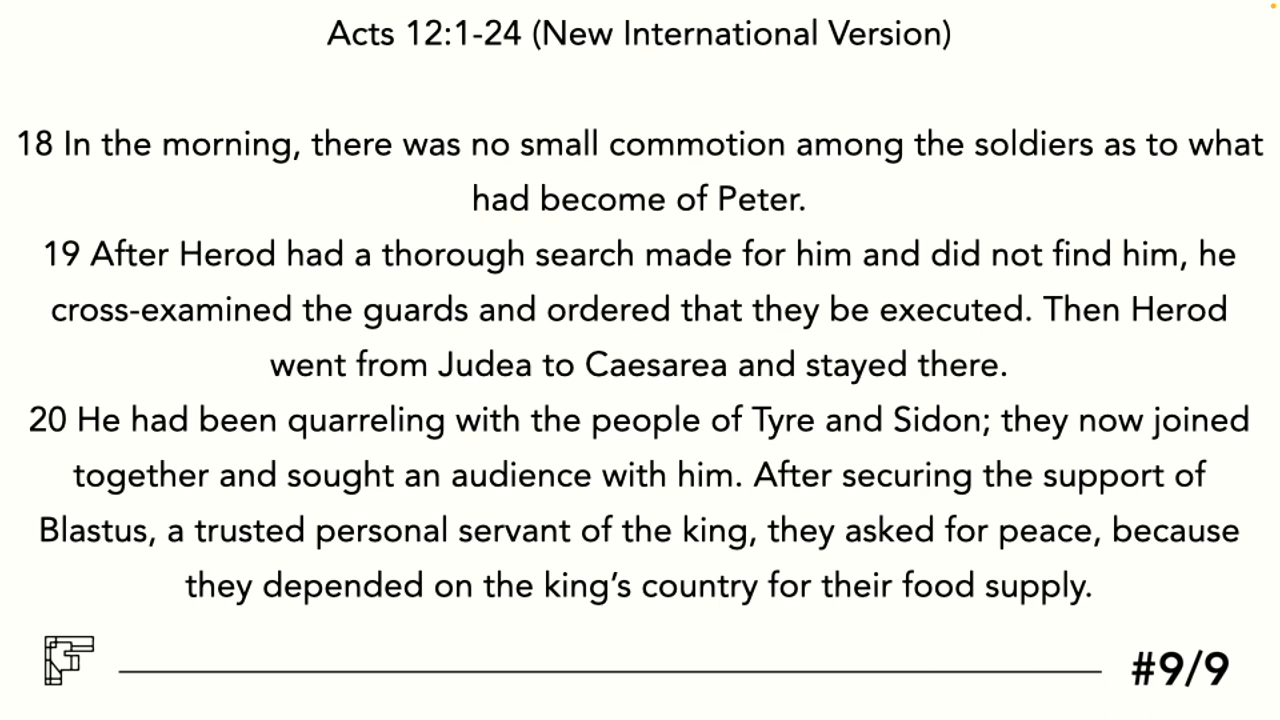 Acts 12:1-24 (New International Version)
18 In the morning, there was no small commotion among the soldiers as to what
had become of Peter.
19 After Herod had a thorough search made for him and did not find him, he
cross-examined the guards and ordered that they be executed. Then Herod
went from Judea to Caesarea and stayed there.
20 He had been quarreling with the people of Tyre and Sidon; they now joined
together and sought an audience with him. After securing the support of
Blastus, a trusted personal servant of the king, they asked for peace, because
they depended on the king’s country for their food supply.
#9/9